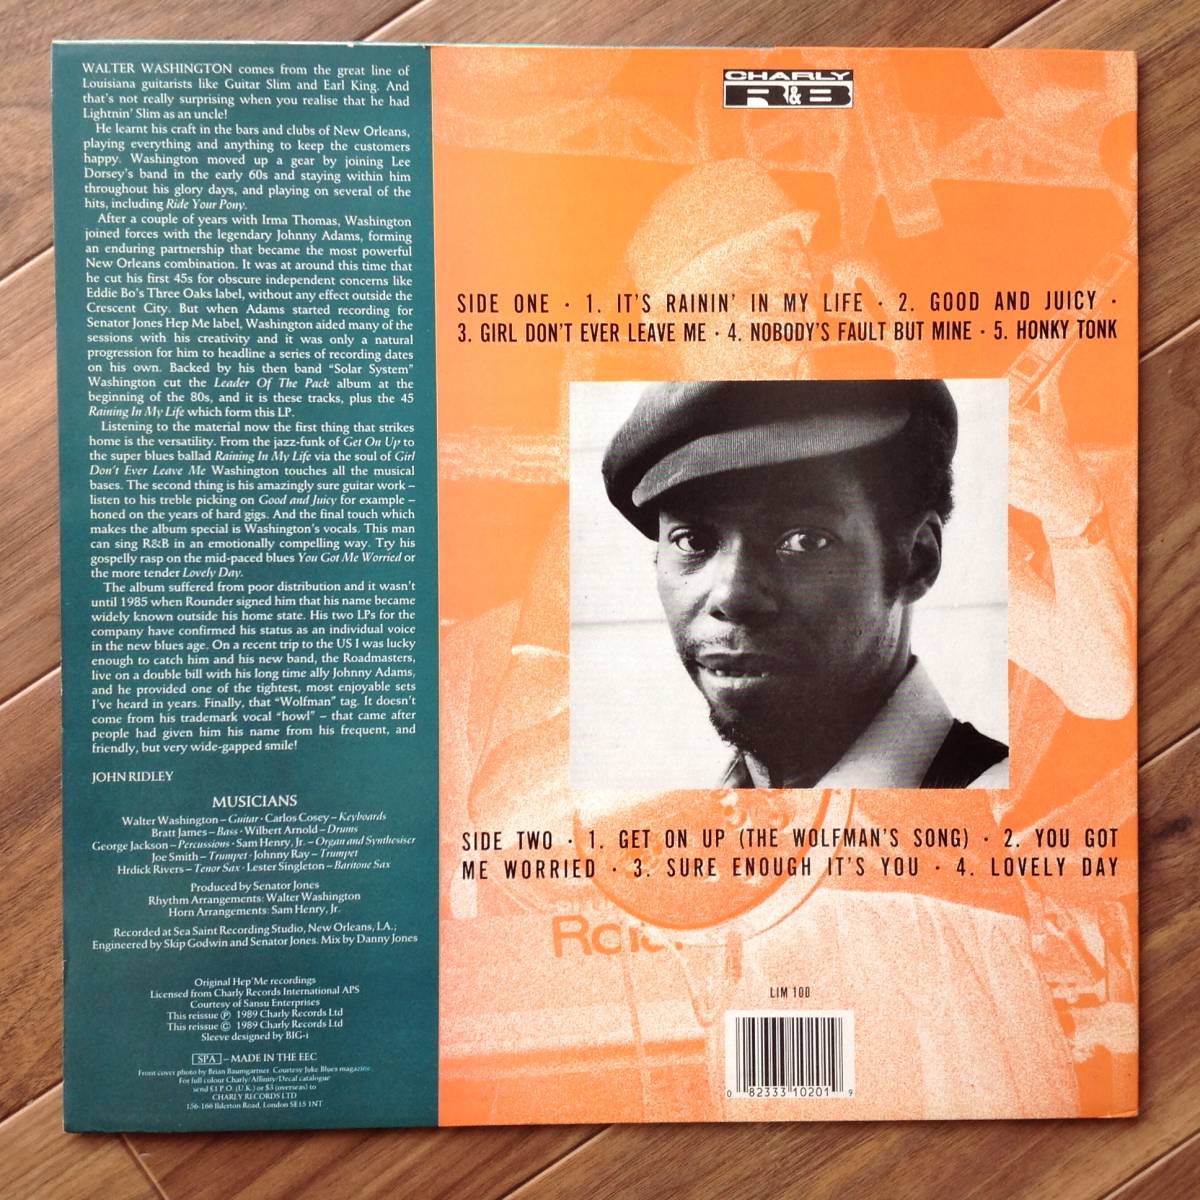 WALTER WASHINGTON comes from the great line of
Louisiana guitarists like Guitar Slim and Earl King. And
that's not really surprising when you realise that he had
Lightnin' Slim as an uncle!
He learnt his craft in the bars and clubs of New Orleans,
playing everything and anything to keep the customers
happy. Washington moved up a gear by joining Lee
Dorsey's band in the early 60s and staying within him
throughout his glory days, and playing on several of the
hits, including Ride Your Pony.
After a couple of years with Irma Thomas, Washington
joined forces with the legendary Johnny Adams, forming
an enduring partnership that became the most powerful
New Orleans combination. It was at around this time that
he cut his first 45s for obscure independent concerns like
Eddie Bo's Three Oaks label, without any effect outside the
Crescent City. But when Adams started recording for
Senator Jones Hep Me label, Washington aided many of the
sessions with his creativity and it was only a natural
progression for him to headline a series of recording dates
on his own. Backed by his then band "Solar System"
Washington cut the Leader Of The Pack album at the
beginning of the 80s, and it is these tracks, plus the 45
Raining In My Life which form this LP.
Listening to the material now the first thing that strikes
home is the versatility. From the jazz-funk of Get On Up to
the super blues ballad Raining In My Life via the soul of Girl
Don't Ever Leave Me Washington touches all the musical
bases. The second thing is his amazingly sure guitar work –
listen to his treble picking on Good and Juicy for example –
honed on the years of hard gigs. And the final touch which
makes the album special is Washington's vocals. This man
can sing R&B in an emotionally compelling way. Try his
gospelly rasp on the mid-paced blues You Got Me Worried or
the more tender Lovely Day.
The album suffered from poor distribution and it wasn't
until 1985 when Rounder signed him that his name became
widely known outside his home state. His two LPs for the
company have confirmed his status as an individual voice
in the new blues age. On a recent trip to the US I was lucky
enough to catch him and his new band, the Roadmasters,
live on a double bill with his long time ally Johnny Adams,
and he provided one of the tightest, most enjoyable sets
I've heard in years. Finally, that "Wolfman" tag. It doesn't
come from his trademark vocal "howl" – that came after
people had given him his name from his frequent, and
friendly, but very wide-gapped smile!
JOHN RIDLEY
MUSICIANS
Walter Washington – Guitar · Carlos Cosey – Keyboards
Bratt James – Bass · Wilbert Arnold – Drums
George Jackson – Percussions · Sam Henry, Jr. – Organ and Synthesiser
Joe Smith – Trumpet · Johnny Ray – Trumpet
Hrdick Rivers – Tenor Sax · Lester Singleton – Baritone Sax
Produced by Senator Jones
Rhythm Arrangements: Walter Washington
Horn Arrangements: Sam Henry, Jr.
Recorded at Sea Saint Recording Studio, New Orleans, LA.;
Engineered by Skip Godwin and Senator Jones. Mix by Danny Jones
Original Hep'Me recordings
Licensed from Charly Records International APS
Courtesy of Sansu Enterprises
This reissue Ⓟ 1989 Charly Records Ltd
This reissue © 1989 Charly Records Ltd
Sleeve designed by BIG-i
SPA – MADE IN THE EEC
Front cover photo by Brian Baumgartner. Courtesy Juke Blues magazine
For full colour Charly/Affinity/Decal catalogue
send £1 P.O. (U.K.) or $3 (overseas) to
CHARLY RECORDS LTD
156-166 Ilderton Road, London SE15 1NT
CHARLY
R&B
SIDE ONE · 1. IT'S RAININ' IN MY LIFE · 2. GOOD AND JUICY ·
3. GIRL DON'T EVER LEAVE ME · 4. NOBODY'S FAULT BUT MINE · 5. HONKY TONK
SIDE TWO · 1. GET ON UP (THE WOLFMAN'S SONG) · 2. YOU GOT
ME WORRIED · 3. SURE ENOUGH IT'S YOU · 4. LOVELY DAY
LIM 100
0 82333 10201 9